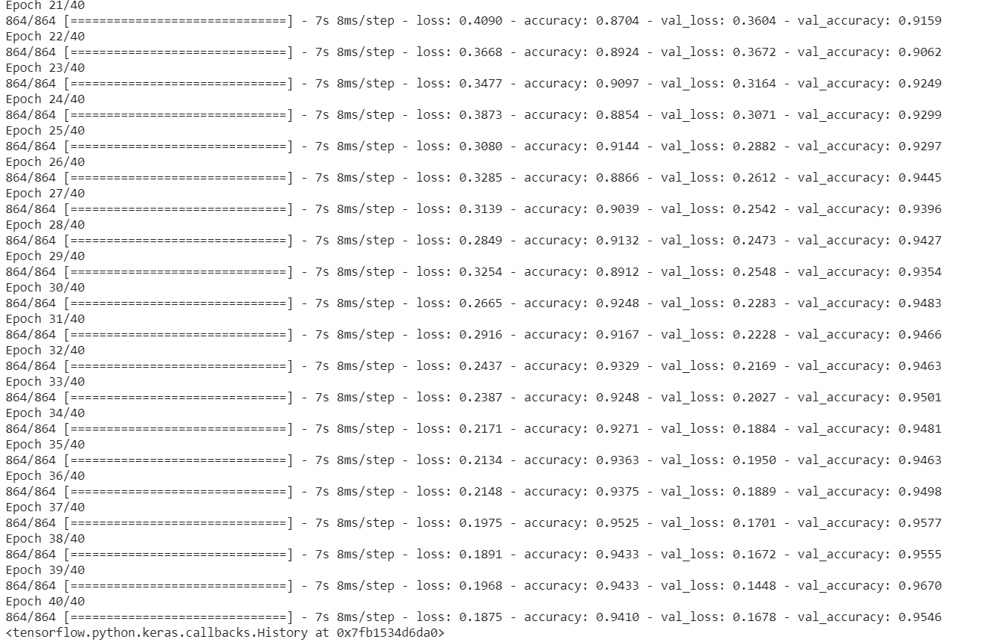 Epoch 21/40
864/864 [==============================] - 7s 8ms/step - loss: 0.4090 - accuracy: 0.8704 - val_loss: 0.3604 - val_accuracy: 0.9159
Epoch 22/40
864/864 [==============================] - 7s 8ms/step - loss: 0.3668 - accuracy: 0.8924 - val_loss: 0.3672 - val_accuracy: 0.9062
Epoch 23/40
864/864 [==============================] - 7s 8ms/step - loss: 0.3477 - accuracy: 0.9097 - val_loss: 0.3164 - val_accuracy: 0.9249
Epoch 24/40
864/864 [==============================] - 7s 8ms/step - loss: 0.3873 - accuracy: 0.8854 - val_loss: 0.3071 - val_accuracy: 0.9299
Epoch 25/40
864/864 [==============================] - 7s 8ms/step - loss: 0.3080 - accuracy: 0.9144 - val_loss: 0.2882 - val_accuracy: 0.9297
Epoch 26/40
864/864 [==============================] - 7s 8ms/step - loss: 0.3285 - accuracy: 0.8866 - val_loss: 0.2612 - val_accuracy: 0.9445
Epoch 27/40
864/864 [==============================] - 7s 8ms/step - loss: 0.3139 - accuracy: 0.9039 - val_loss: 0.2542 - val_accuracy: 0.9396
Epoch 28/40
864/864 [==============================] - 7s 8ms/step - loss: 0.2849 - accuracy: 0.9132 - val_loss: 0.2473 - val_accuracy: 0.9427
Epoch 29/40
864/864 [==============================] - 7s 8ms/step - loss: 0.3254 - accuracy: 0.8912 - val_loss: 0.2548 - val_accuracy: 0.9354
Epoch 30/40
864/864 [==============================] - 7s 8ms/step - loss: 0.2665 - accuracy: 0.9248 - val_loss: 0.2283 - val_accuracy: 0.9483
Epoch 31/40
864/864 [==============================] - 7s 8ms/step - loss: 0.2916 - accuracy: 0.9167 - val_loss: 0.2228 - val_accuracy: 0.9466
Epoch 32/40
864/864 [==============================] - 7s 8ms/step - loss: 0.2437 - accuracy: 0.9329 - val_loss: 0.2169 - val_accuracy: 0.9463
Epoch 33/40
864/864 [==============================] - 7s 8ms/step - loss: 0.2387 - accuracy: 0.9248 - val_loss: 0.2027 - val_accuracy: 0.9501
Epoch 34/40
864/864 [==============================] - 7s 8ms/step - loss: 0.2171 - accuracy: 0.9271 - val_loss: 0.1884 - val_accuracy: 0.9481
Epoch 35/40
864/864 [==============================] - 7s 8ms/step - loss: 0.2134 - accuracy: 0.9363 - val_loss: 0.1950 - val_accuracy: 0.9463
Epoch 36/40
864/864 [==============================] - 7s 8ms/step - loss: 0.2148 - accuracy: 0.9375 - val_loss: 0.1889 - val_accuracy: 0.9498
Epoch 37/40
864/864 [==============================] - 7s 8ms/step - loss: 0.1975 - accuracy: 0.9525 - val_loss: 0.1701 - val_accuracy: 0.9577
Epoch 38/40
864/864 [==============================] - 7s 8ms/step - loss: 0.1891 - accuracy: 0.9433 - val_loss: 0.1672 - val_accuracy: 0.9555
Epoch 39/40
864/864 [==============================] - 7s 8ms/step - loss: 0.1968 - accuracy: 0.9433 - val_loss: 0.1448 - val_accuracy: 0.9670
Epoch 40/40
864/864 [==============================] - 7s 8ms/step - loss: 0.1875 - accuracy: 0.9410 - val_loss: 0.1678 - val_accuracy: 0.9546
<tensorflow.python.keras.callbacks.History at 0x7fb1534d6da0>